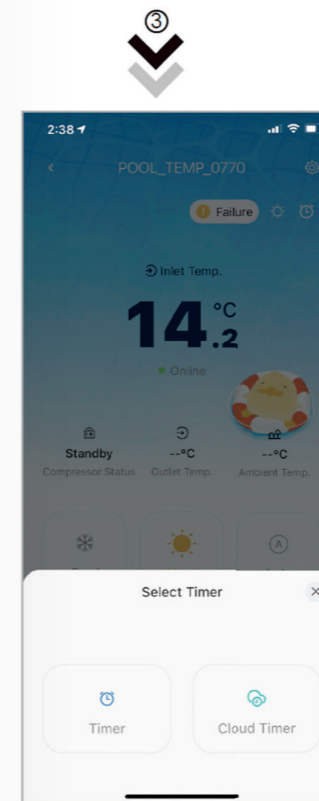 ③
2:38
POOL_TEMP_0770
Failure
Inlet Temp.
14.2°C
Online
Standby --°C --°C
Compressor Status Outlet Temp. Ambient Temp.
A
Select Timer
Timer Cloud Timer